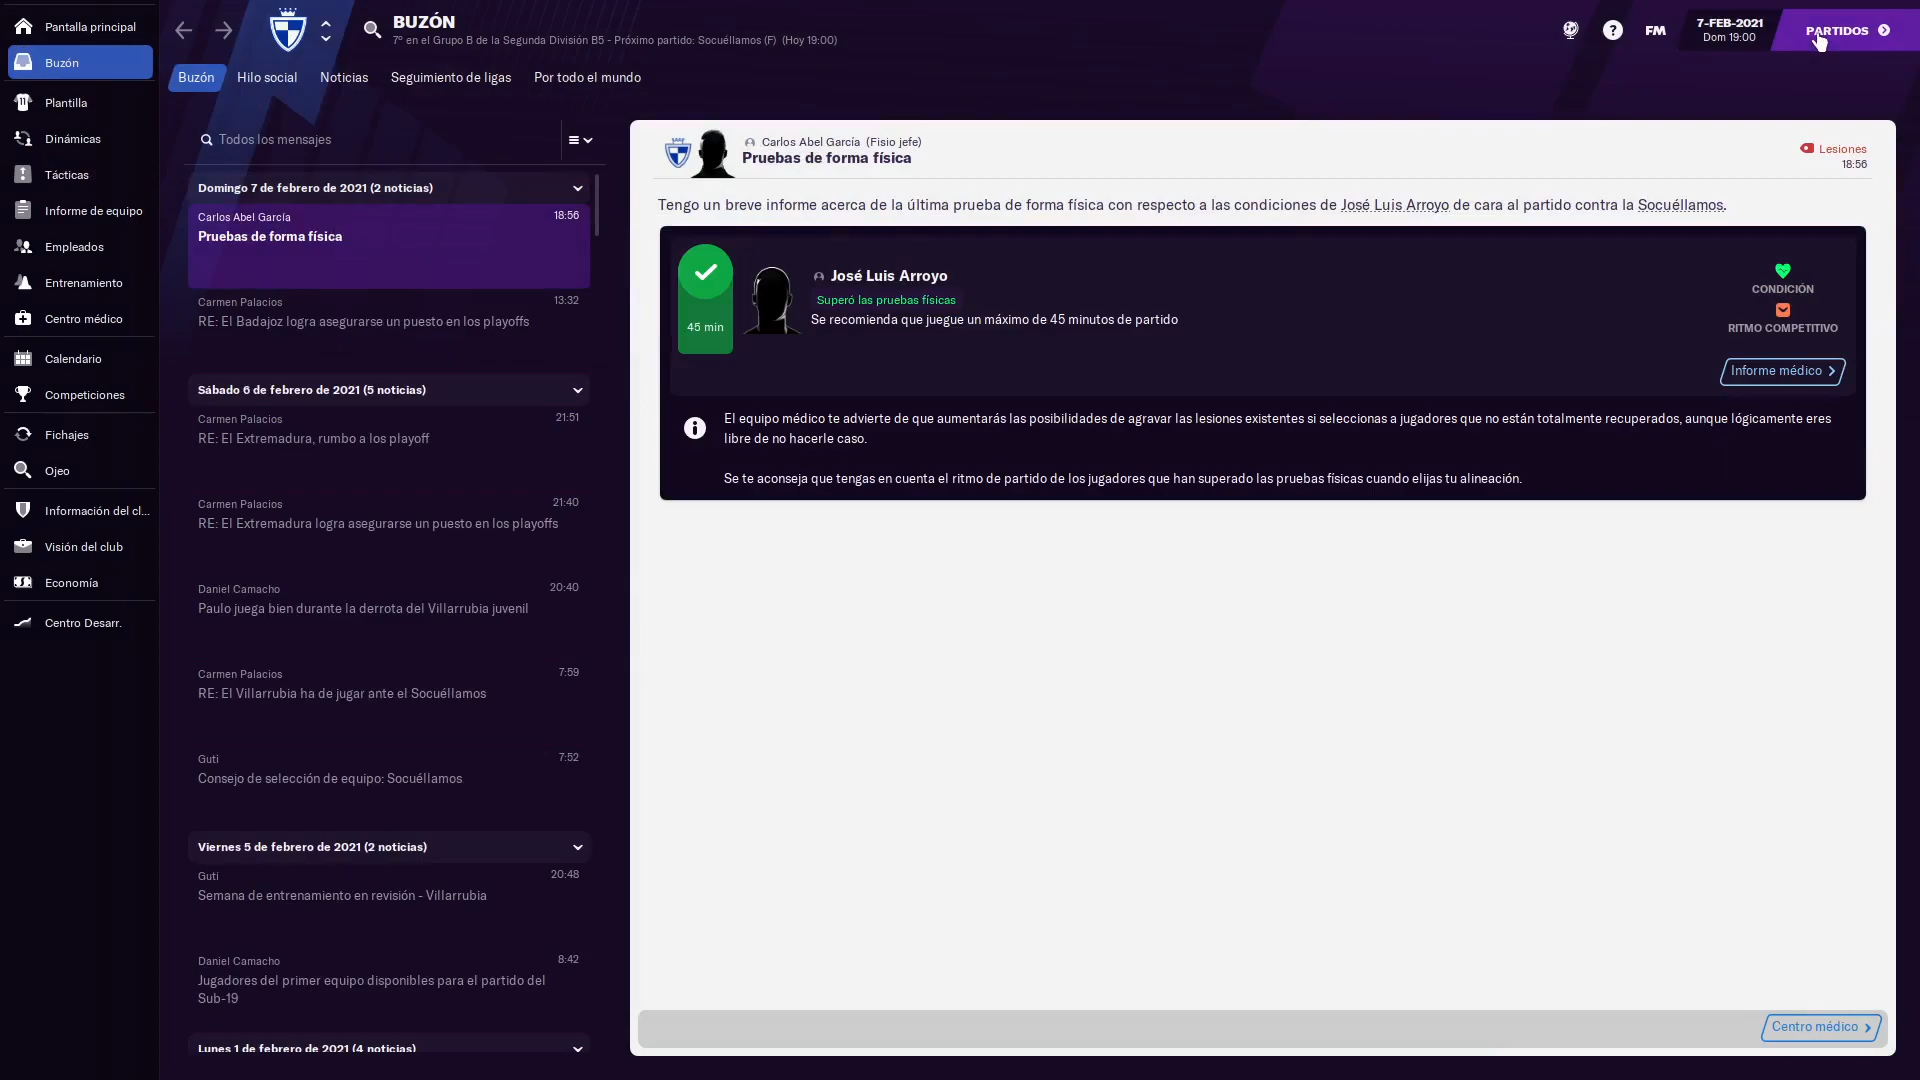 Pantalla principal
Buzón
Plantilla
Dinámicas
Tácticas
Informe de equipo
Empleados
Entrenamiento
Centro médico
Calendario
Competiciones
Fichajes
Ojeo
Información del cl...
Visión del club
Economía
Centro Desarr.
BUZÓN
7º en el Grupo B de la Segunda División B5 - Próximo partido: Socuéllamos (F) (Hoy 19:00)
FM
7-FEB-2021
Dom 19:00
PARTIDOS
Buzón Hilo social Noticias Seguimiento de ligas Por todo el mundo
Todos los mensajes
Domingo 7 de febrero de 2021 (2 noticias)
Carlos Abel García 18:56
Pruebas de forma física
Carmen Palacios 13:32
RE: El Badajoz logra asegurarse un puesto en los playoffs
Sábado 6 de febrero de 2021 (5 noticias)
Carmen Palacios 21:51
RE: El Extremadura, rumbo a los playoff
Carmen Palacios 21:40
RE: El Extremadura logra asegurarse un puesto en los playoffs
Daniel Camacho 20:40
Paulo juega bien durante la derrota del Villarrubia juvenil
Carmen Palacios 7:59
RE: El Villarrubia ha de jugar ante el Socuéllamos
Guti 7:52
Consejo de selección de equipo: Socuéllamos
Viernes 5 de febrero de 2021 (2 noticias)
Guti 20:48
Semana de entrenamiento en revisión - Villarrubia
Daniel Camacho 8:42
Jugadores del primer equipo disponibles para el partido del
Sub-19
Lunes 1 de febrero de 2021 (4 noticias)
Carlos Abel García (Fisio jefe)
Pruebas de forma física
Lesiones
18:56
Tengo un breve informe acerca de la última prueba de forma física con respecto a las condiciones de José Luis Arroyo de cara al partido contra la Socuéllamos.
45 min
José Luis Arroyo
Superó las pruebas físicas
Se recomienda que juegue un máximo de 45 minutos de partido
CONDICIÓN
RITMO COMPETITIVO
Informe médico
El equipo médico te advierte de que aumentarás las posibilidades de agravar las lesiones existentes si seleccionas a jugadores que no están totalmente recuperados, aunque lógicamente eres
libre de no hacerle caso.
Se te aconseja que tengas en cuenta el ritmo de partido de los jugadores que han superado las pruebas físicas cuando elijas tu alineación.
Centro médico